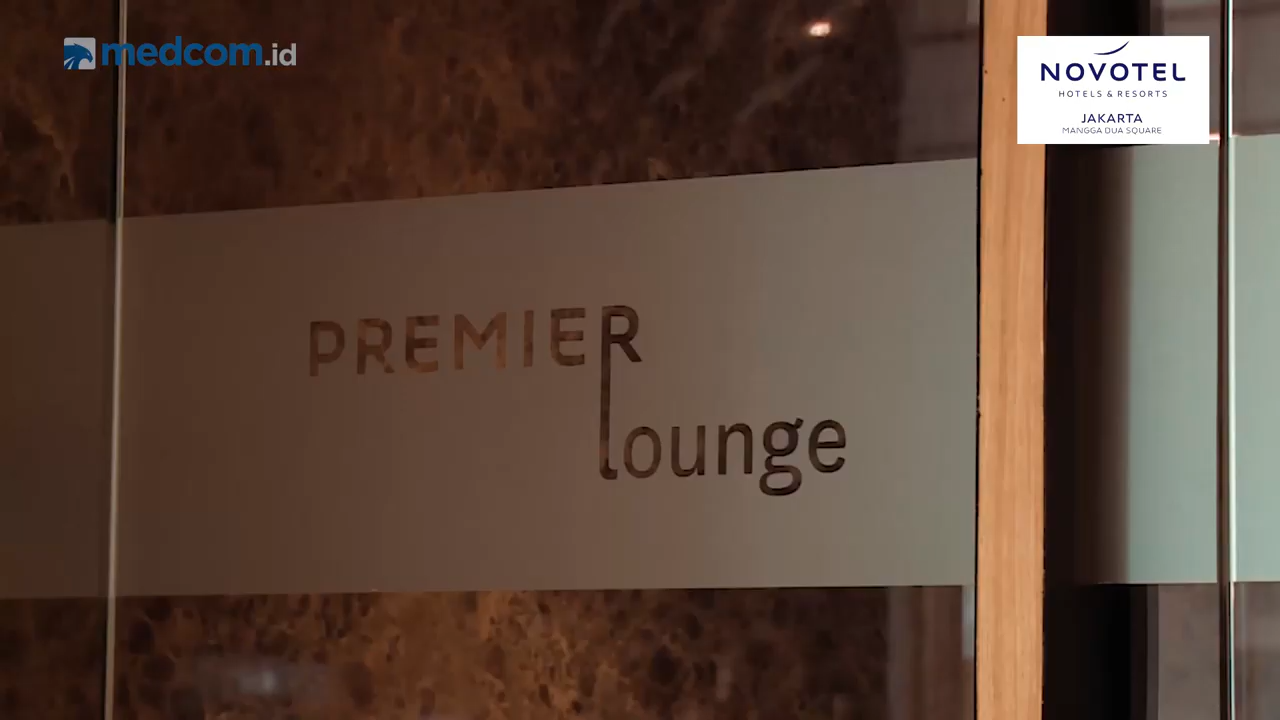 medcom.id
NOVOTEL
HOTELS & RESORTS
JAKARTA
MANGGA DUA SQUARE
PREMIER
lounge